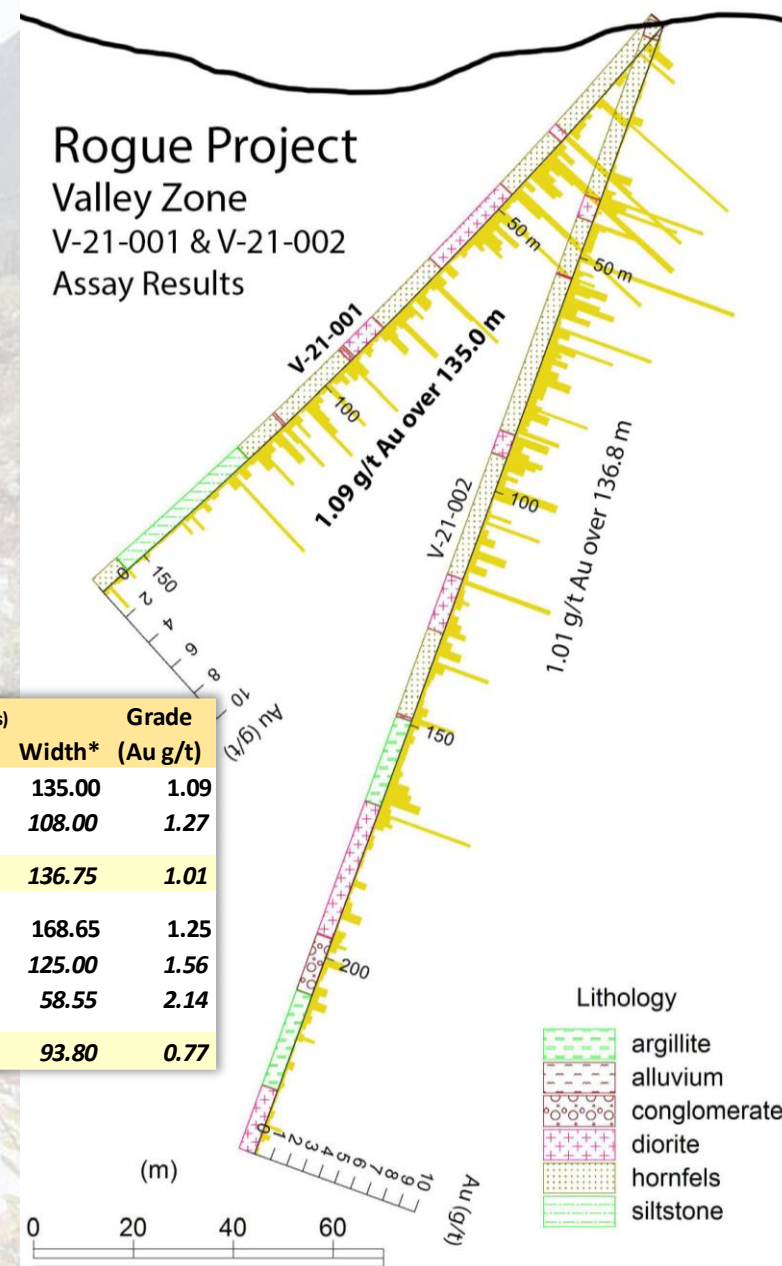 Rogue Project
Valley Zone
V-21-001 & V-21-002
Assay Results
50 m
50 m
V-21-001
100
1.09 g/t Au over 135.0 m
V-21-002
100
1.01 g/t Au over 136.8 m
150
0 2 4 6 8 10
Au (g/t)
150
s) Grade
Width* (Au g/t)
135.00 1.09
108.00 1.27
136.75 1.01
168.65 1.25
125.00 1.56
58.55 2.14
93.80 0.77
200
0 1 2 3 4 5 6 7 8 9 10
Au (g/t)
Lithology
argillite
alluvium
conglomerate
diorite
hornfels
siltstone
(m)
0 20 40 60